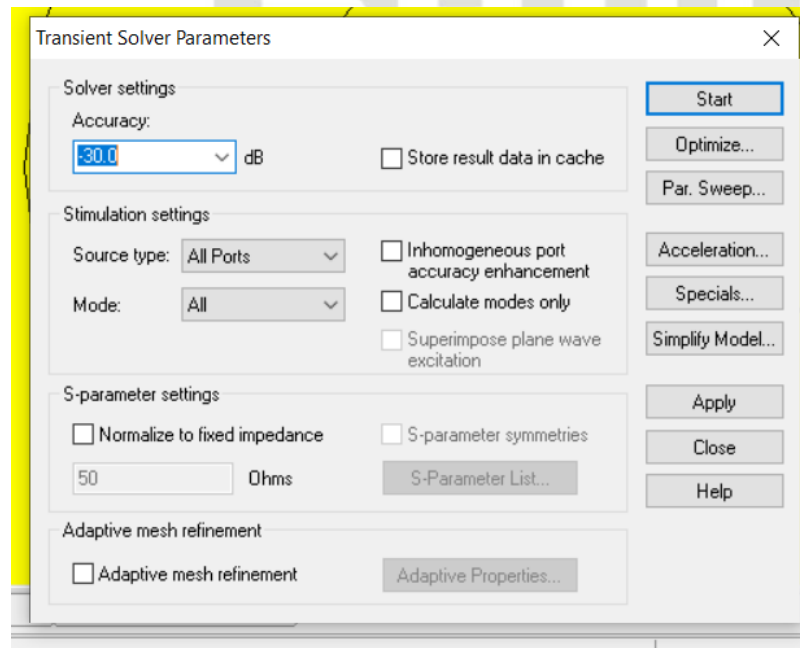 Transient Solver Parameters
Solver settings
Accuracy:
-30.0 dB
Store result data in cache
Stimulation settings
Source type: All Ports
Inhomogeneous port
accuracy enhancement
Mode: All
Calculate modes only
Superimpose plane wave
excitation
S-parameter settings
Normalize to fixed impedance
S-parameter symmetries
50 Ohms
S-Parameter List...
Adaptive mesh refinement
Adaptive mesh refinement
Adaptive Properties...
Start
Optimize...
Par. Sweep...
Acceleration...
Specials...
Simplify Model...
Apply
Close
Help